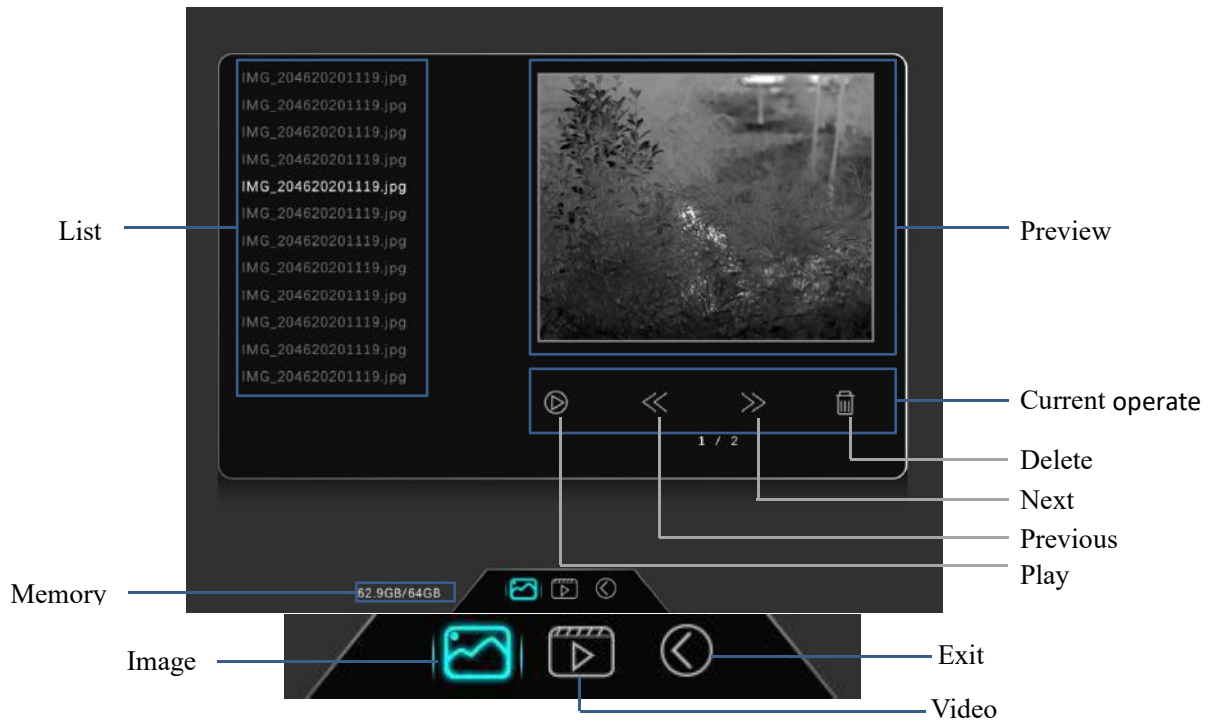 IMG_204620201119.jpg
IMG_204620201119.jpg
IMG_204620201119.jpg
IMG_204620201119.jpg
IMG_204620201119.jpg
IMG_204620201119.jpg
IMG_204620201119.jpg
IMG_204620201119.jpg
IMG_204620201119.jpg
IMG_204620201119.jpg
IMG_204620201119.jpg
IMG_204620201119.jpg
List
Preview
Current operate
1 / 2
Delete
Next
Previous
Play
Memory
62.9GB/64GB
Image
Exit
Video